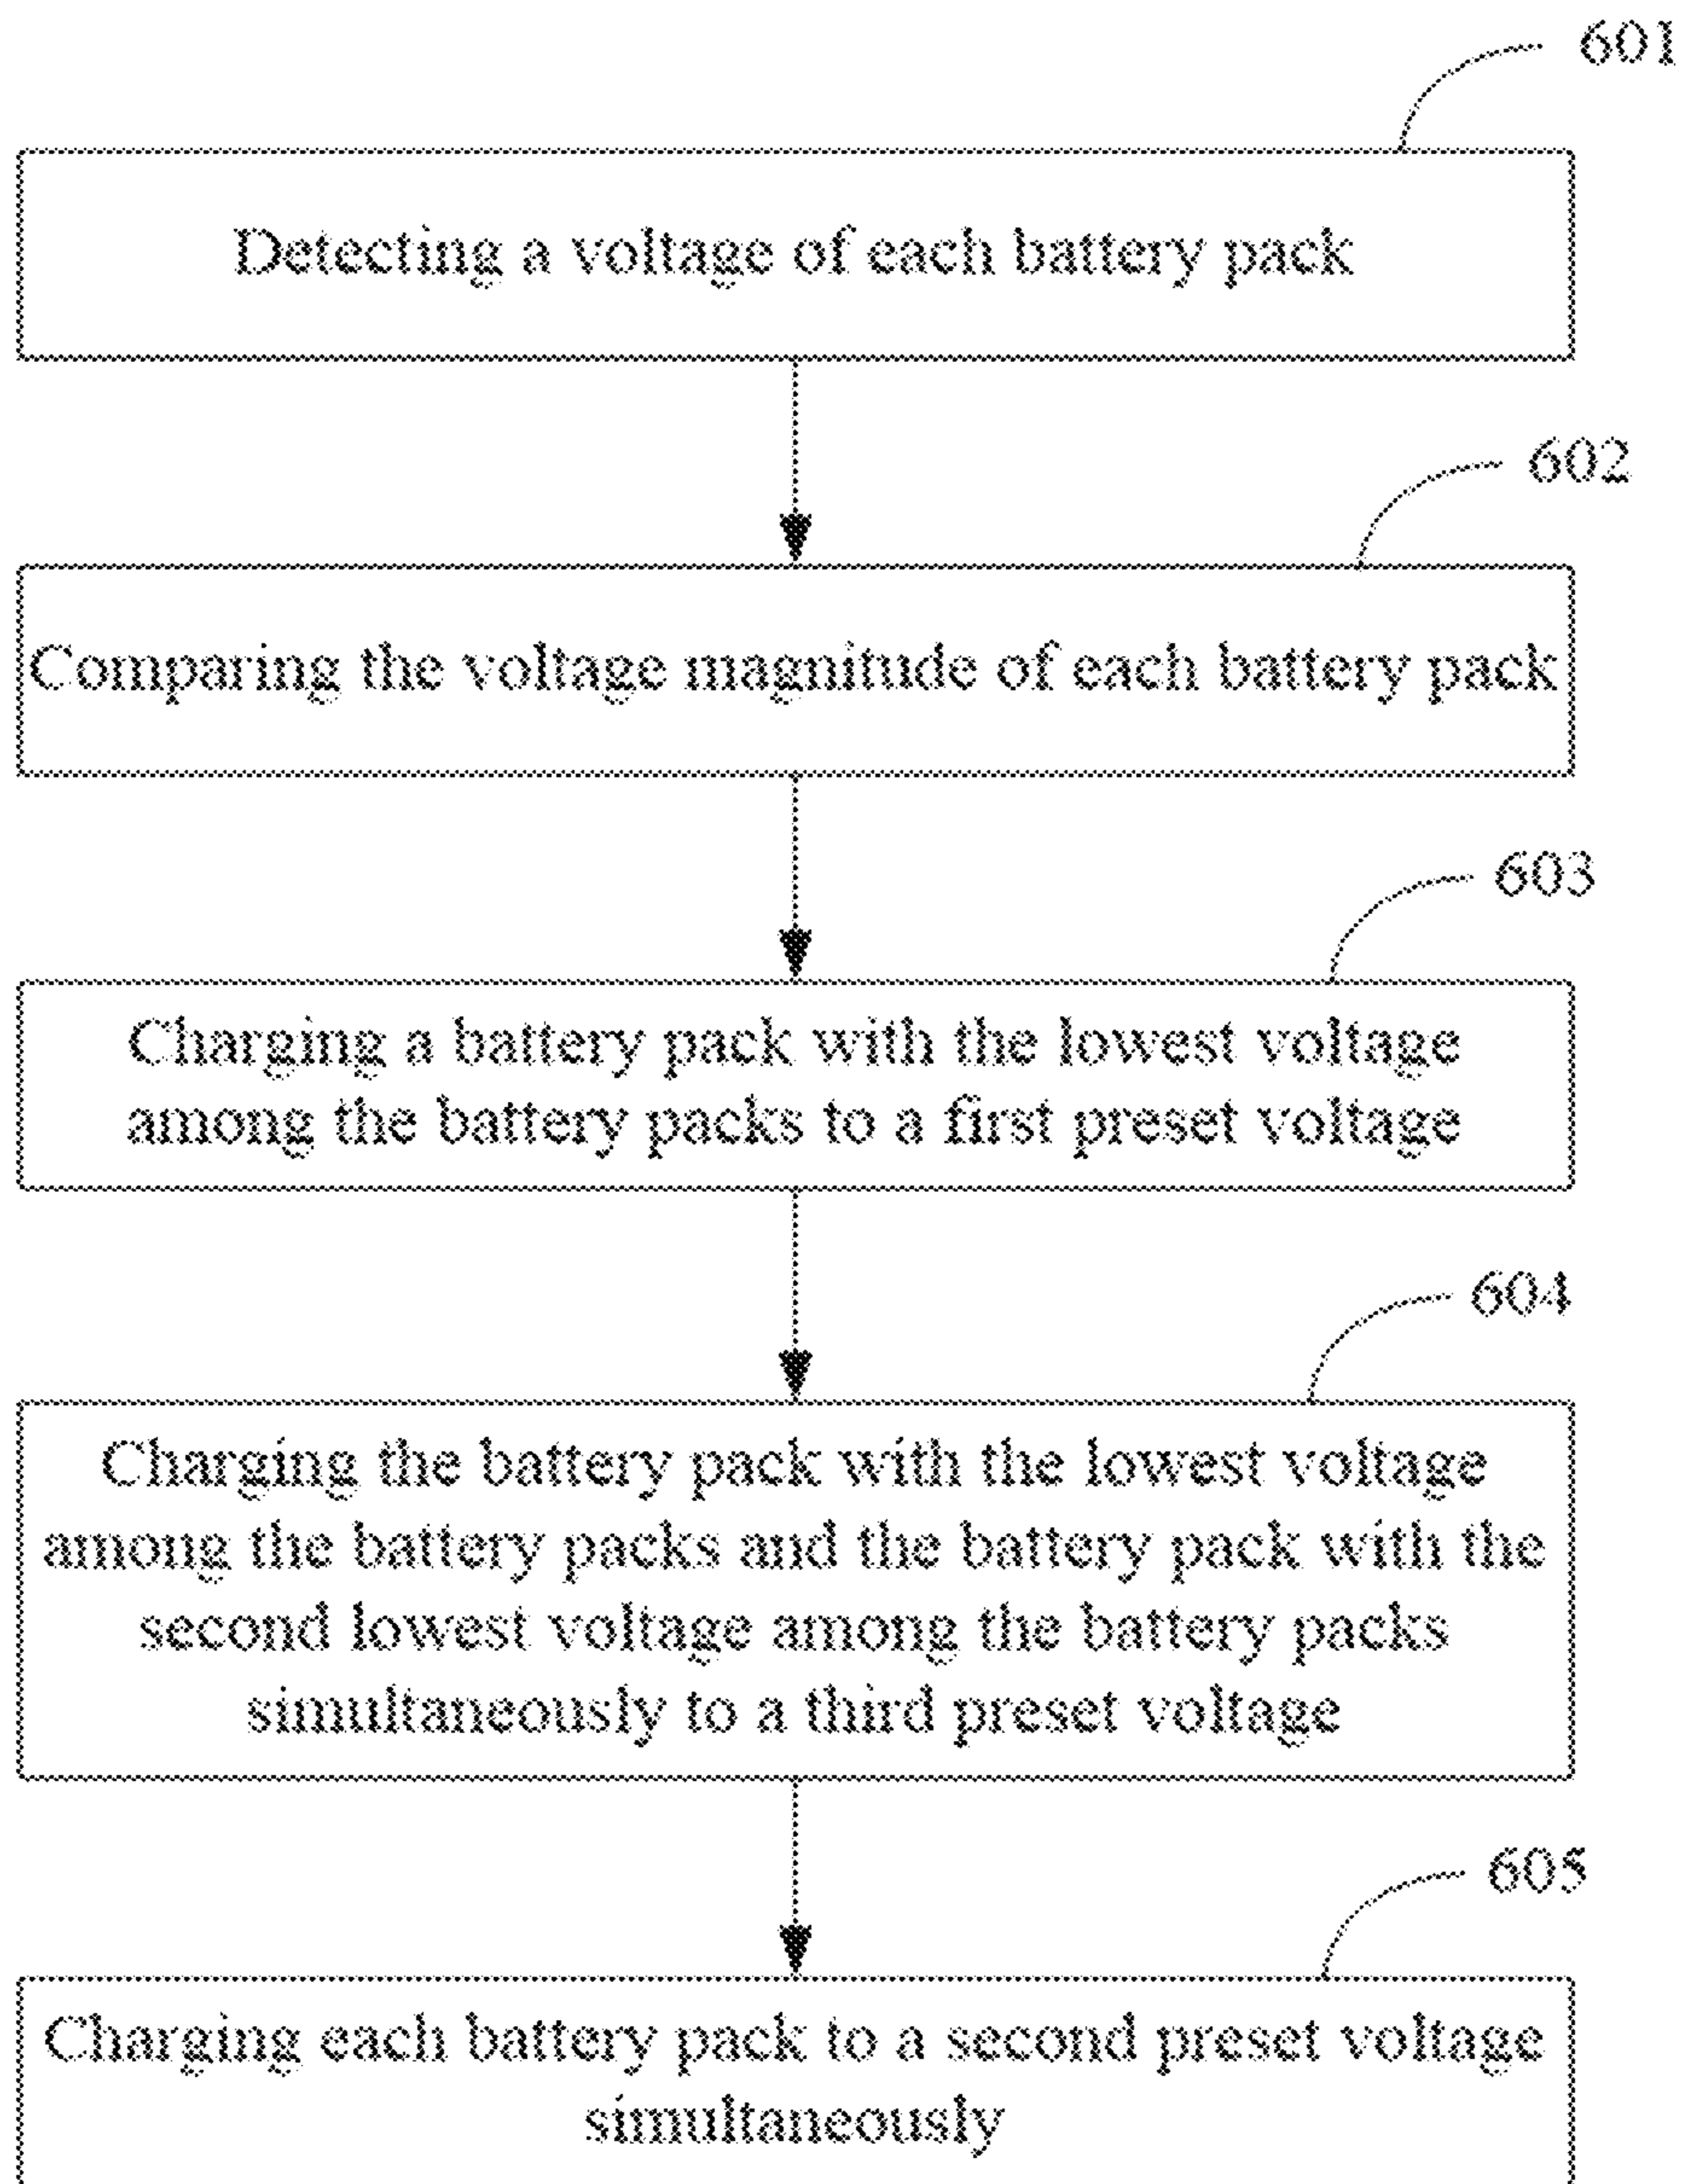 601
Detecting a voltage of each battery pack
602
Comparing the voltage magnitude of each battery pack
603
Charging a battery pack with the lowest voltage
among the battery packs to a first preset voltage
604
Charging the battery pack with the lowest voltage
among the battery packs and the battery pack with the
second lowest voltage among the battery packs
simultaneously to a third preset voltage
605
Charging each battery pack to a second preset voltage
simultaneously